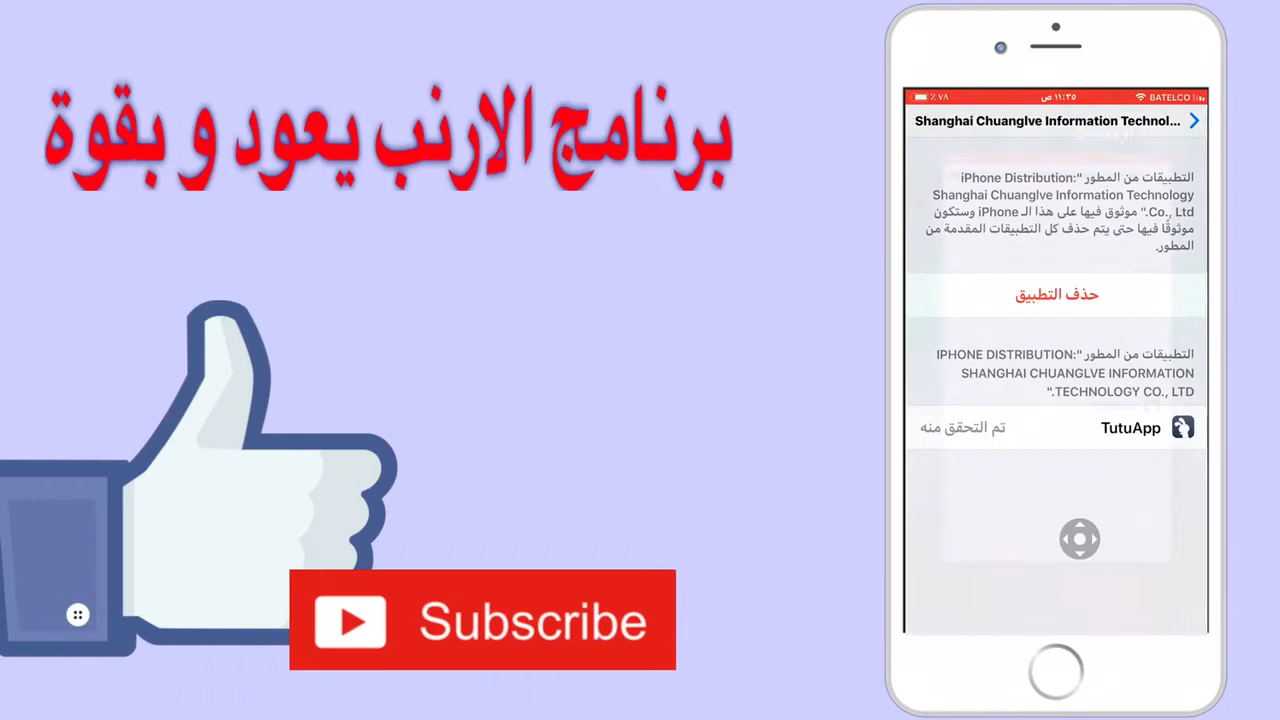 برنامج الارنب يعود و بقوة
Subscribe
٪ ٧٨
١١:٣٥ ص
BATELCO
Shanghai Chuanglve Information Technol...
التطبيقات من المطور "iPhone Distribution:
Shanghai Chuanglve Information Technology
Co., Ltd." موثوق فيها على هذا الـ iPhone وستكون
موثوقًا فيها حتى يتم حذف كل التطبيقات المقدمة من
المطور.
حذف التطبيق
التطبيقات من المطور "IPHONE DISTRIBUTION:
SHANGHAI CHUANGLVE INFORMATION
TECHNOLOGY CO., LTD."
TutuApp
تم التحقق منه